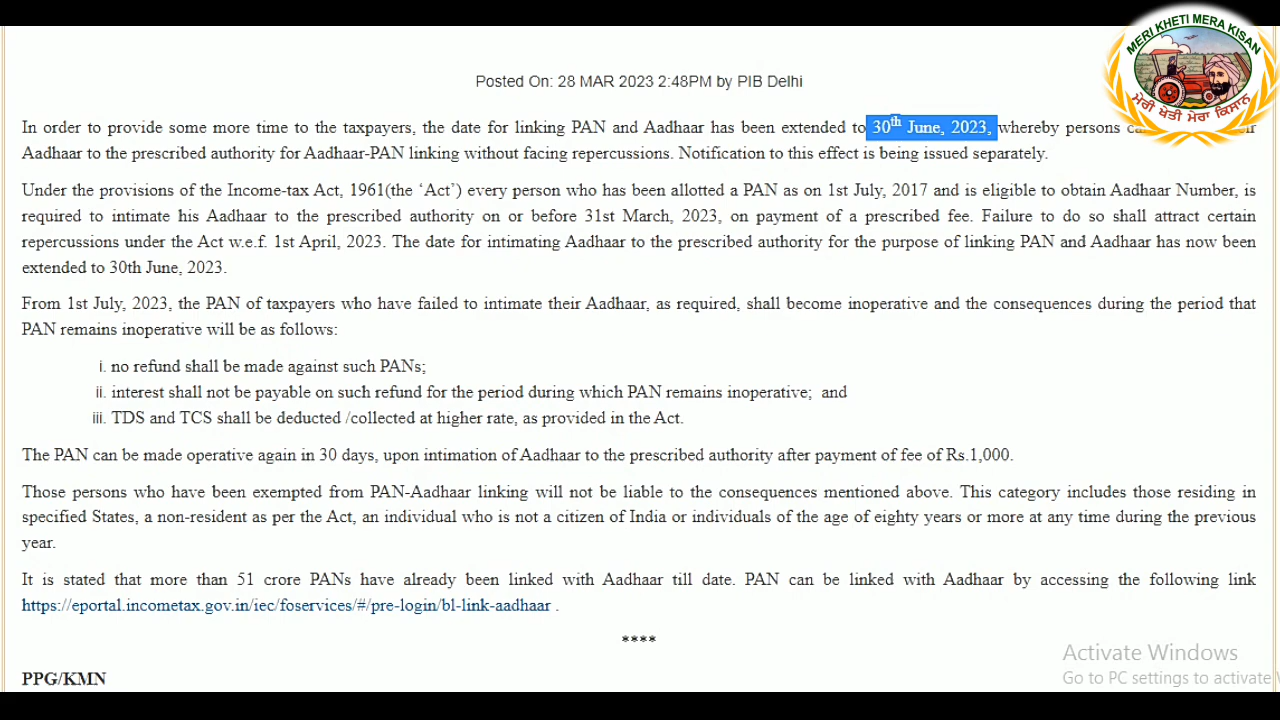 MERI KHETI MERA KISAN
ਮੇਰੀ ਖੇਤੀ ਮੇਰਾ ਕਿਸਾਨ
Posted On: 28 MAR 2023 2:48PM by PIB Delhi
In order to provide some more time to the taxpayers, the date for linking PAN and Aadhaar has been extended to 30th June, 2023, whereby persons
Aadhaar to the prescribed authority for Aadhaar-PAN linking without facing repercussions. Notification to this effect is being issued separately.
Under the provisions of the Income-tax Act, 1961(the ‘Act’) every person who has been allotted a PAN as on 1st July, 2017 and is eligible to obtain Aadhaar Number, is
required to intimate his Aadhaar to the prescribed authority on or before 31st March, 2023, on payment of a prescribed fee. Failure to do so shall attract certain
repercussions under the Act w.e.f. 1st April, 2023. The date for intimating Aadhaar to the prescribed authority for the purpose of linking PAN and Aadhaar has now been
extended to 30th June, 2023.
From 1st July, 2023, the PAN of taxpayers who have failed to intimate their Aadhaar, as required, shall become inoperative and the consequences during the period that
PAN remains inoperative will be as follows:
i. no refund shall be made against such PANs;
ii. interest shall not be payable on such refund for the period during which PAN remains inoperative; and
iii. TDS and TCS shall be deducted /collected at higher rate, as provided in the Act.
The PAN can be made operative again in 30 days, upon intimation of Aadhaar to the prescribed authority after payment of fee of Rs.1,000.
Those persons who have been exempted from PAN-Aadhaar linking will not be liable to the consequences mentioned above. This category includes those residing in
specified States, a non-resident as per the Act, an individual who is not a citizen of India or individuals of the age of eighty years or more at any time during the previous
year.
It is stated that more than 51 crore PANs have already been linked with Aadhaar till date. PAN can be linked with Aadhaar by accessing the following link
https://eportal.incometax.gov.in/iec/foservices/#/pre-login/bl-link-aadhaar .
****
PPG/KMN
Activate Windows
Go to PC settings to activate